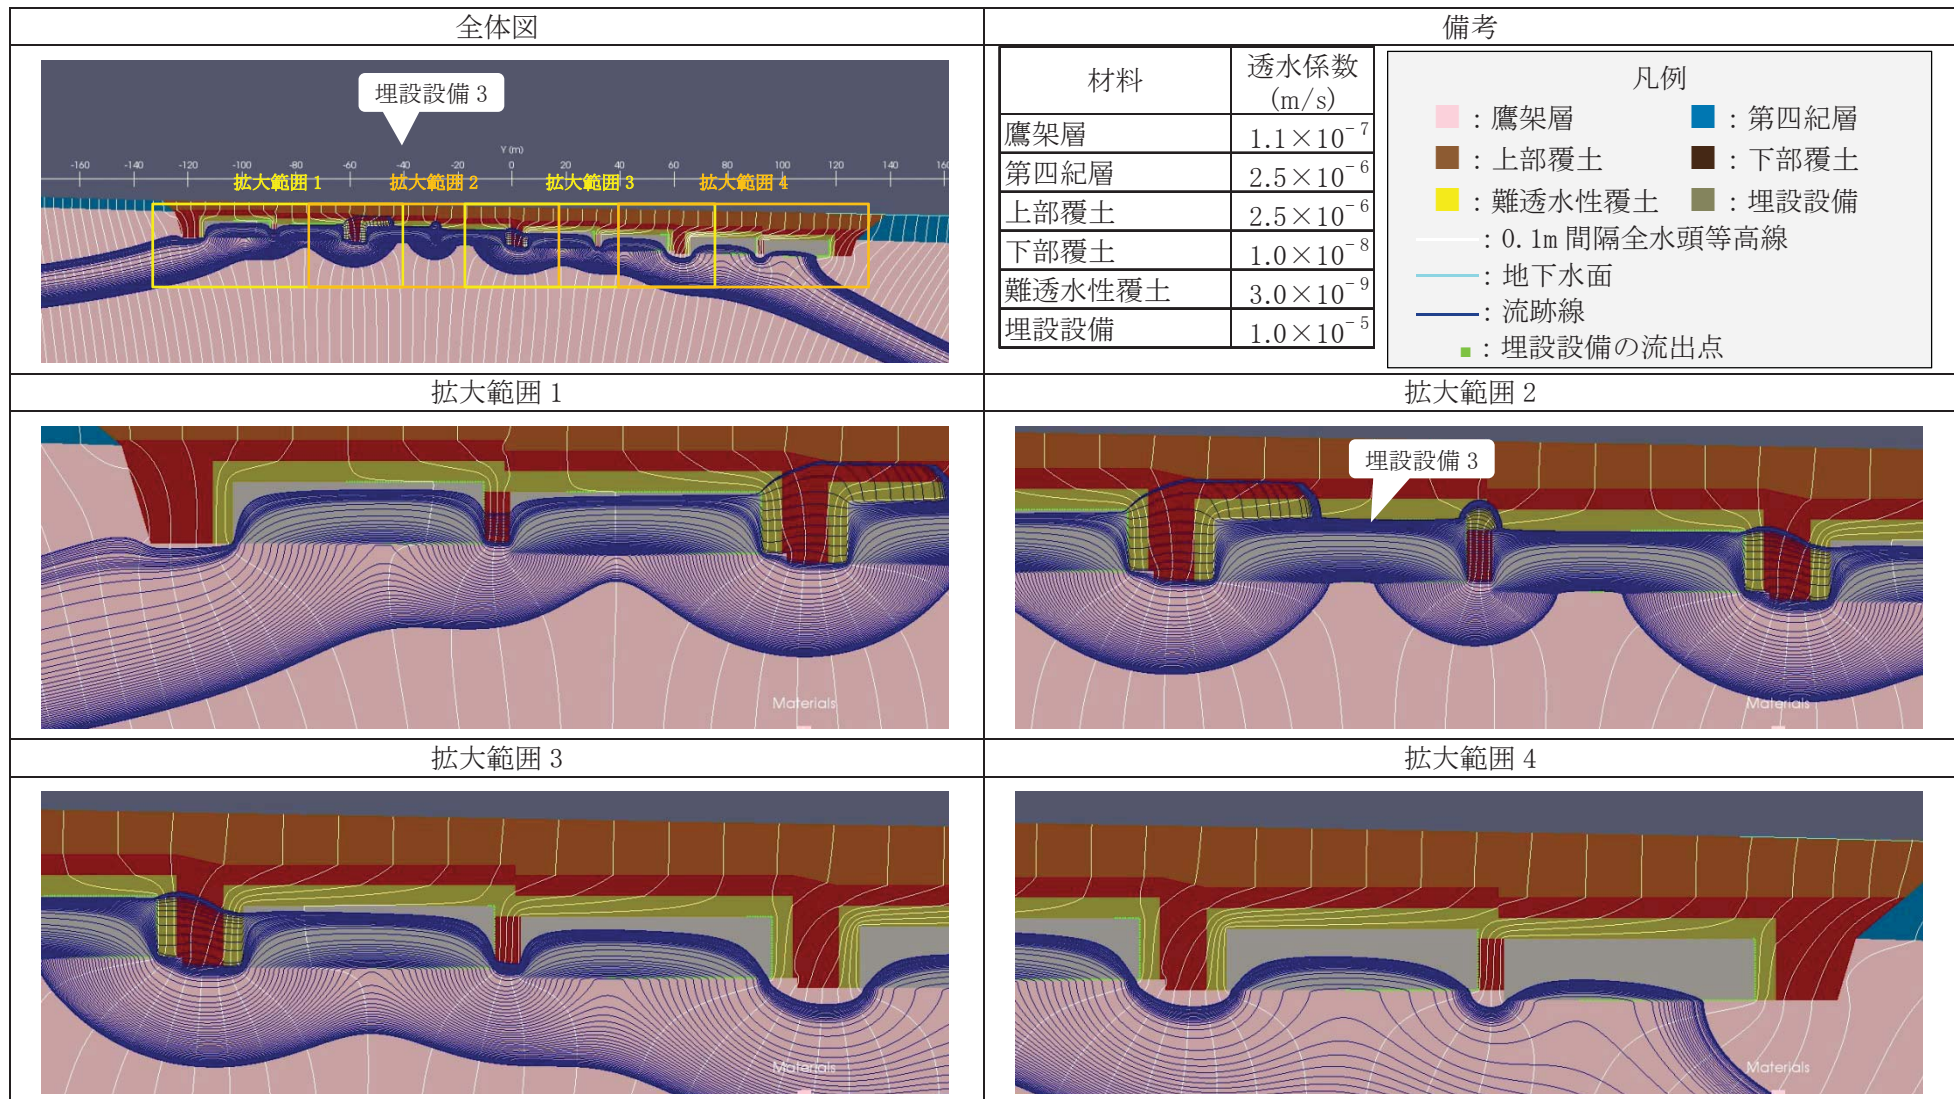 全体図
備考
埋設設備 3
Y (m)
-160 -140 -120 -100 -80 -60 -40 -20 0 20 40 60 80 100 120 140 160
拡大範囲 1 拡大範囲 2 拡大範囲 3 拡大範囲 4
材料 透水係数 (m/s)
鷹架層 1.1×10⁻⁷
第四紀層 2.5×10⁻⁶
上部覆土 2.5×10⁻⁶
下部覆土 1.0×10⁻⁸
難透水性覆土 3.0×10⁻⁹
埋設設備 1.0×10⁻⁵
凡例
：鷹架層 ：第四紀層
：上部覆土 ：下部覆土
：難透水性覆土 ：埋設設備
：0.1m 間隔全水頭等高線
：地下水面
：流跡線
：埋設設備の流出点
拡大範囲 1
拡大範囲 2
Materials
埋設設備 3
Materials
拡大範囲 3
拡大範囲 4
Materials
Materials